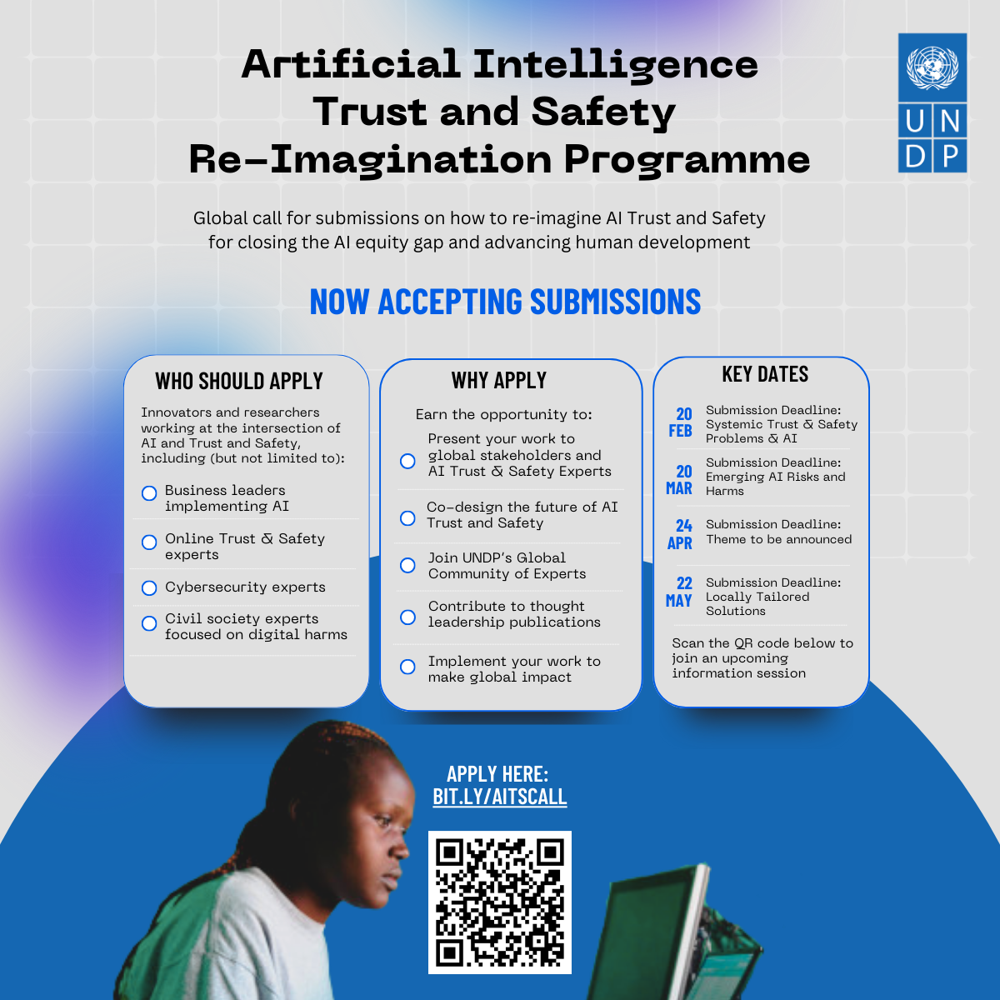 Artificial Intelligence
Trust and Safety
Re-Imagination Programme
U N
D P
Global call for submissions on how to re-imagine AI Trust and Safety
for closing the AI equity gap and advancing human development
NOW ACCEPTING SUBMISSIONS
WHO SHOULD APPLY
Innovators and researchers
working at the intersection of
AI and Trust and Safety,
including (but not limited to):
Business leaders
implementing AI
Online Trust & Safety
experts
Cybersecurity experts
Civil society experts
focused on digital harms
WHY APPLY
Earn the opportunity to:
Present your work to
global stakeholders and
AI Trust & Safety Experts
Co-design the future of AI
Trust and Safety
Join UNDP's Global
Community of Experts
Contribute to thought
leadership publications
Implement your work to
make global impact
KEY DATES
20
FEB
Submission Deadline:
Systemic Trust & Safety
Problems & AI
20
MAR
Submission Deadline:
Emerging AI Risks and
Harms
24
APR
Submission Deadline:
Theme to be announced
22
MAY
Submission Deadline:
Locally Tailored
Solutions
Scan the QR code below to
join an upcoming
information session
APPLY HERE:
BIT.LY/AITSCALL